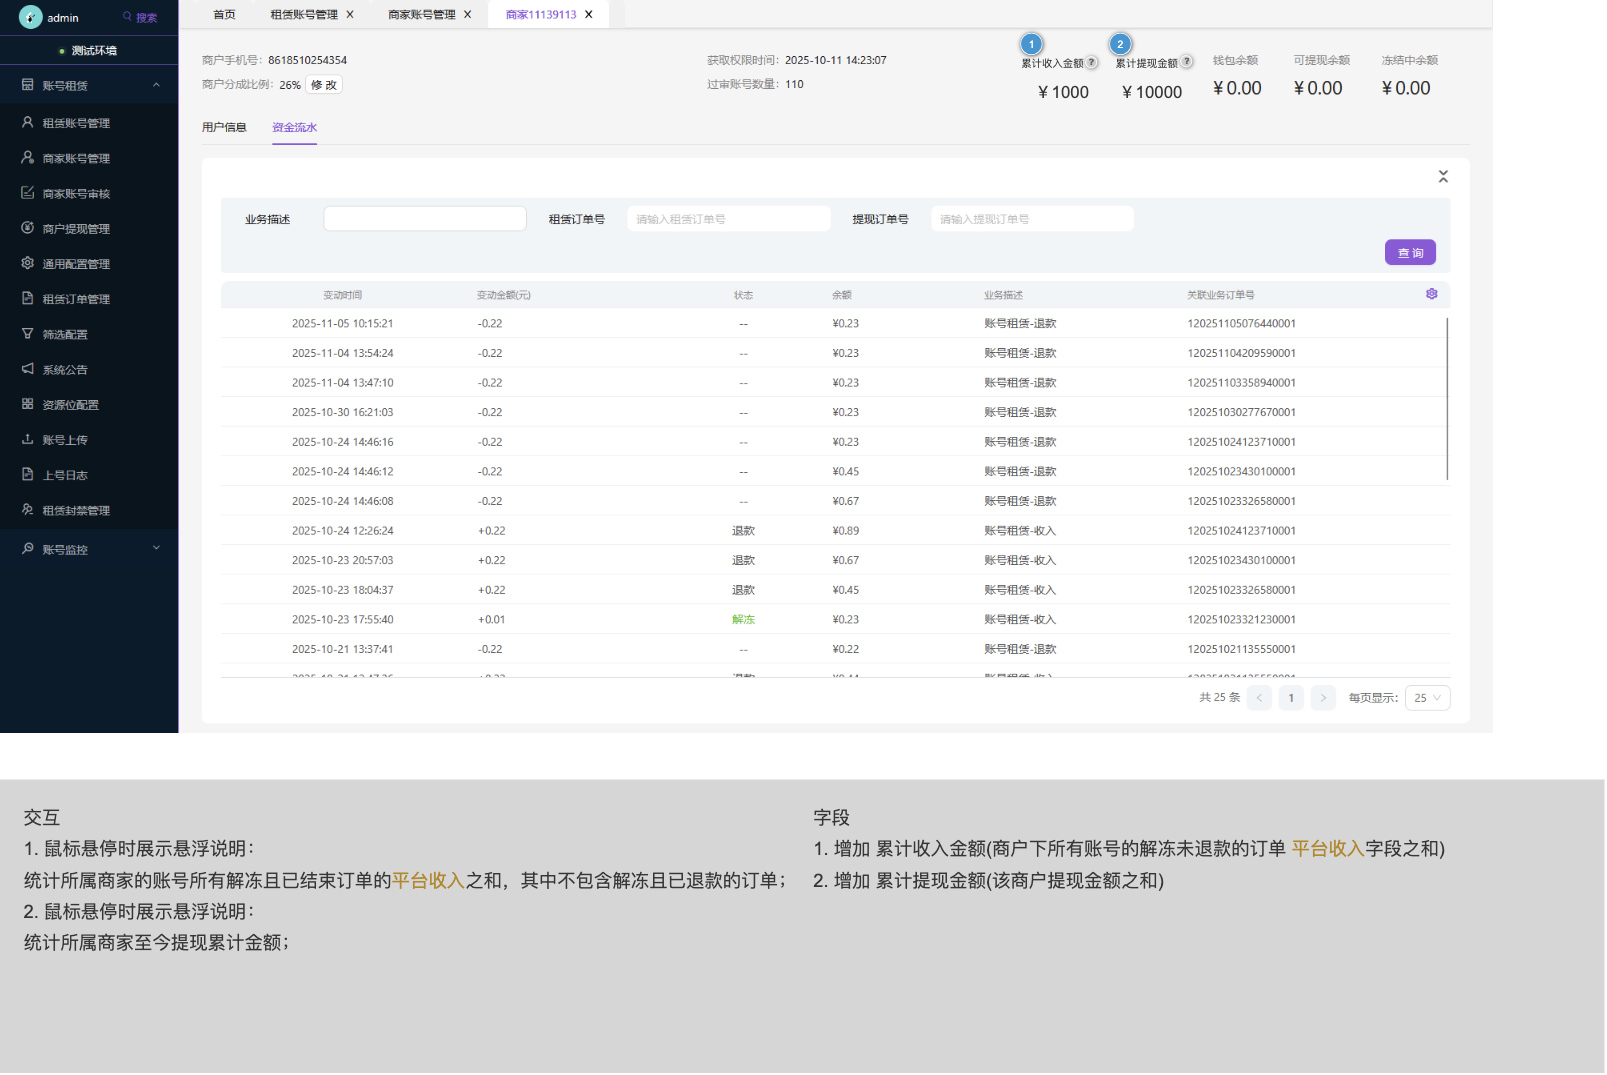 admin
搜索
首页
租赁账号管理 X
商家账号管理 X
商家11139113 X
测试环境
账号租赁
租赁账号管理
商家账号管理
商家账号审核
商户提现管理
通用配置管理
租赁订单管理
筛选配置
系统公告
资源位配置
账号上传
上号日志
租赁封禁管理
账号监控
商户手机号: 8618510254354
商户分成比例: 26% 修 改
获取权限时间: 2025-10-11 14:23:07
过审账号数量: 110
1
累计收入金额 ?
¥ 1000
2
累计提现金额 ?
¥ 10000
钱包余额
¥ 0.00
可提现余额
¥ 0.00
冻结中余额
¥ 0.00
用户信息
资金流水
业务描述
租赁订单号 请输入租赁订单号
提现订单号 请输入提现订单号
查 询
变动时间 变动金额(元) 状态 余额 业务描述 关联业务订单号
2025-11-05 10:15:21 -0.22 -- ¥0.23 账号租赁-退款 120251105076440001
2025-11-04 13:54:24 -0.22 -- ¥0.23 账号租赁-退款 120251104209590001
2025-11-04 13:47:10 -0.22 -- ¥0.23 账号租赁-退款 120251103358940001
2025-10-30 16:21:03 -0.22 -- ¥0.23 账号租赁-退款 120251030277670001
2025-10-24 14:46:16 -0.22 -- ¥0.23 账号租赁-退款 120251024123710001
2025-10-24 14:46:12 -0.22 -- ¥0.45 账号租赁-退款 120251023430100001
2025-10-24 14:46:08 -0.22 -- ¥0.67 账号租赁-退款 120251023326580001
2025-10-24 12:26:24 +0.22 退款 ¥0.89 账号租赁-收入 120251024123710001
2025-10-23 20:57:03 +0.22 退款 ¥0.67 账号租赁-收入 120251023430100001
2025-10-23 18:04:37 +0.22 退款 ¥0.45 账号租赁-收入 120251023326580001
2025-10-23 17:55:40 +0.01 解冻 ¥0.23 账号租赁-收入 120251023321230001
2025-10-21 13:37:41 -0.22 -- ¥0.22 账号租赁-退款 120251021135550001
共 25 条 < 1 > 每页显示: 25
交互
1. 鼠标悬停时展示悬浮说明：
统计所属商家的账号所有解冻且已结束订单的平台收入之和，其中不包含解冻且已退款的订单；
2. 鼠标悬停时展示悬浮说明：
统计所属商家至今提现累计金额；
字段
1. 增加 累计收入金额(商户下所有账号的解冻未退款的订单 平台收入字段之和)
2. 增加 累计提现金额(该商户提现金额之和)